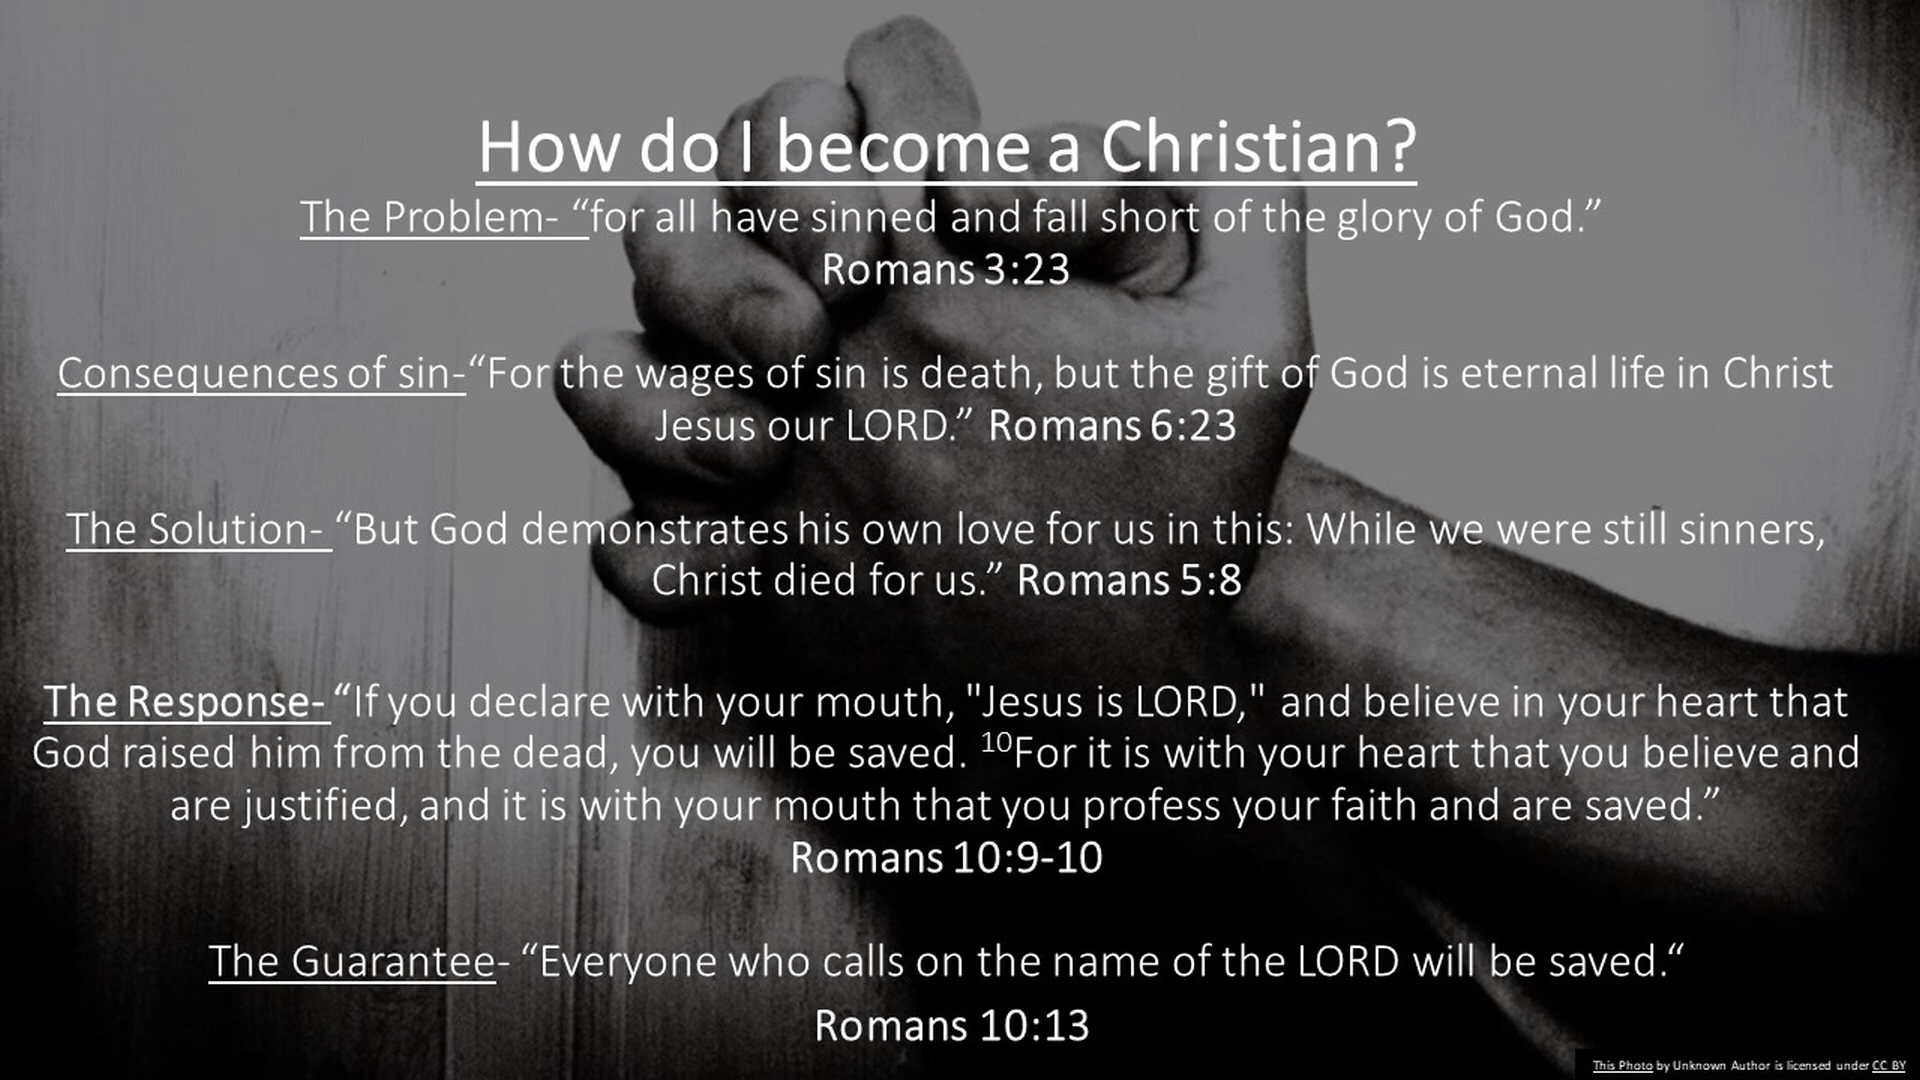 How do I become a Christian?
The Problem- “for all have sinned and fall short of the glory of God.”
Romans 3:23
Consequences of sin-“For the wages of sin is death, but the gift of God is eternal life in Christ
Jesus our LORD.” Romans 6:23
The Solution- “But God demonstrates his own love for us in this: While we were still sinners,
Christ died for us.” Romans 5:8
The Response- “If you declare with your mouth, "Jesus is LORD," and believe in your heart that
God raised him from the dead, you will be saved. ¹⁰For it is with your heart that you believe and
are justified, and it is with your mouth that you profess your faith and are saved.”
Romans 10:9-10
The Guarantee- “Everyone who calls on the name of the LORD will be saved.“
Romans 10:13
This Photo by Unknown Author is licensed under CC BY